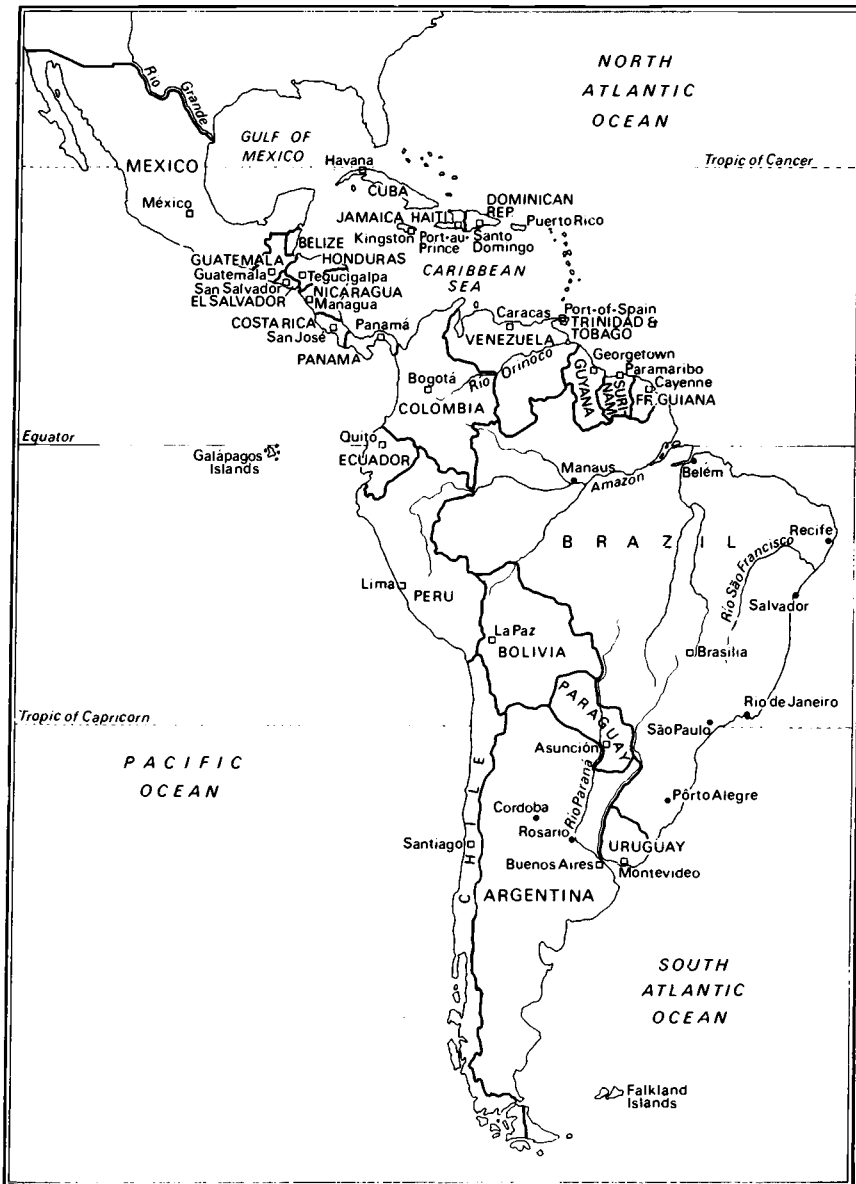 NORTH
ATLANTIC
OCEAN
Rio
Grande
GULF OF
MEXICO
MEXICO
Havana
Tropic of Cancer
México
CUBA
DOMINICAN
REP.
JAMAICA
HAITI
Puerto Rico
Kingston
Port-au-
Prince
Santo
Domingo
BELIZE
GUATEMALA
HONDURAS
Guatemala
Tegucigalpa
CARIBBEAN
SEA
San Salvador
EL SALVADOR
NICARAGUA
Managua
COSTA RICA
San José
Panamá
PANAMA
Caracas
Port-of-Spain
TRINIDAD &
TOBAGO
VENEZUELA
Georgetown
Paramaribo
Cayenne
Rio Orinoco
GUYANA
SURI-
NAM
FR. GUIANA
Bogotá
COLOMBIA
Equator
Quito
ECUADOR
Galápagos
Islands
Manaus
Amazon
Belém
BRAZIL
Recife
Rio São Francisco
Lima
PERU
Salvador
La Paz
BOLIVIA
Brasilia
PARAGUAY
Tropic of Capricorn
Rio de Janeiro
São Paulo
Asunción
PACIFIC
OCEAN
CHILE
Rio Paraná
Cordoba
Pôrto Alegre
Rosario
Santiago
URUGUAY
Buenos Aires
Montevideo
ARGENTINA
SOUTH
ATLANTIC
OCEAN
Falkland
Islands